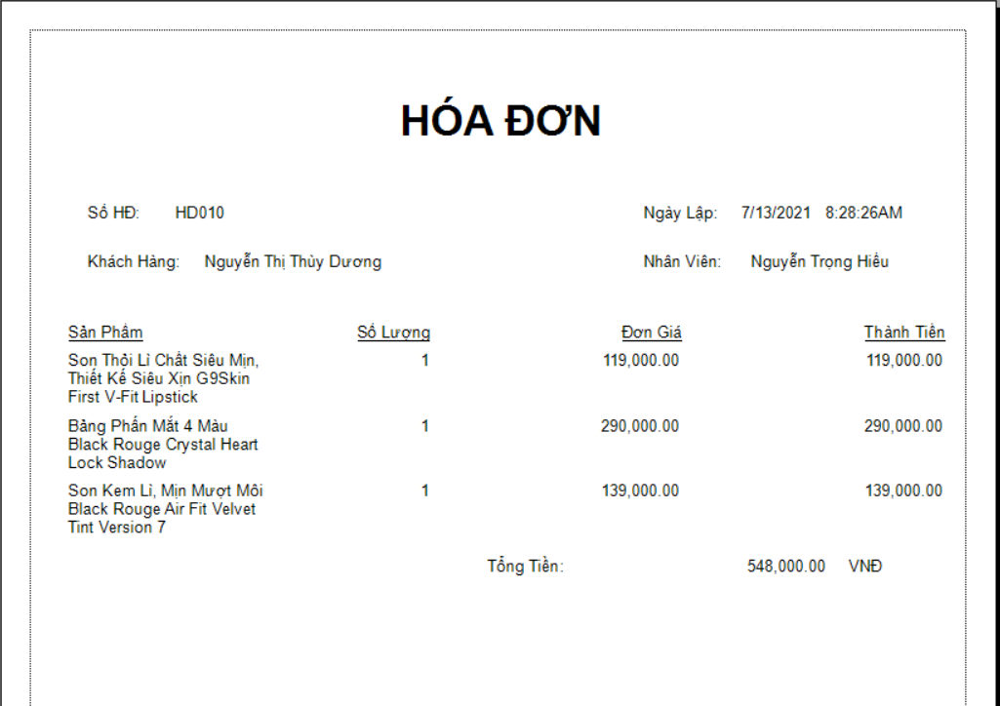 HÓA ĐƠN
Số HĐ: HD010 Ngày Lập: 7/13/2021 8:28:26AM
Khách Hàng: Nguyễn Thị Thùy Dương Nhân Viên: Nguyễn Trọng Hiếu
Sản Phẩm Số Lượng Đơn Giá Thành Tiền
Son Thỏi Lì Chất Siêu Mịn, 1 119,000.00 119,000.00
Thiết Kế Siêu Xịn G9Skin
First V-Fit Lipstick
Bảng Phấn Mắt 4 Màu 1 290,000.00 290,000.00
Black Rouge Crystal Heart
Lock Shadow
Son Kem Lì, Mịn Mượt Môi 1 139,000.00 139,000.00
Black Rouge Air Fit Velvet
Tint Version 7
Tổng Tiền: 548,000.00 VNĐ